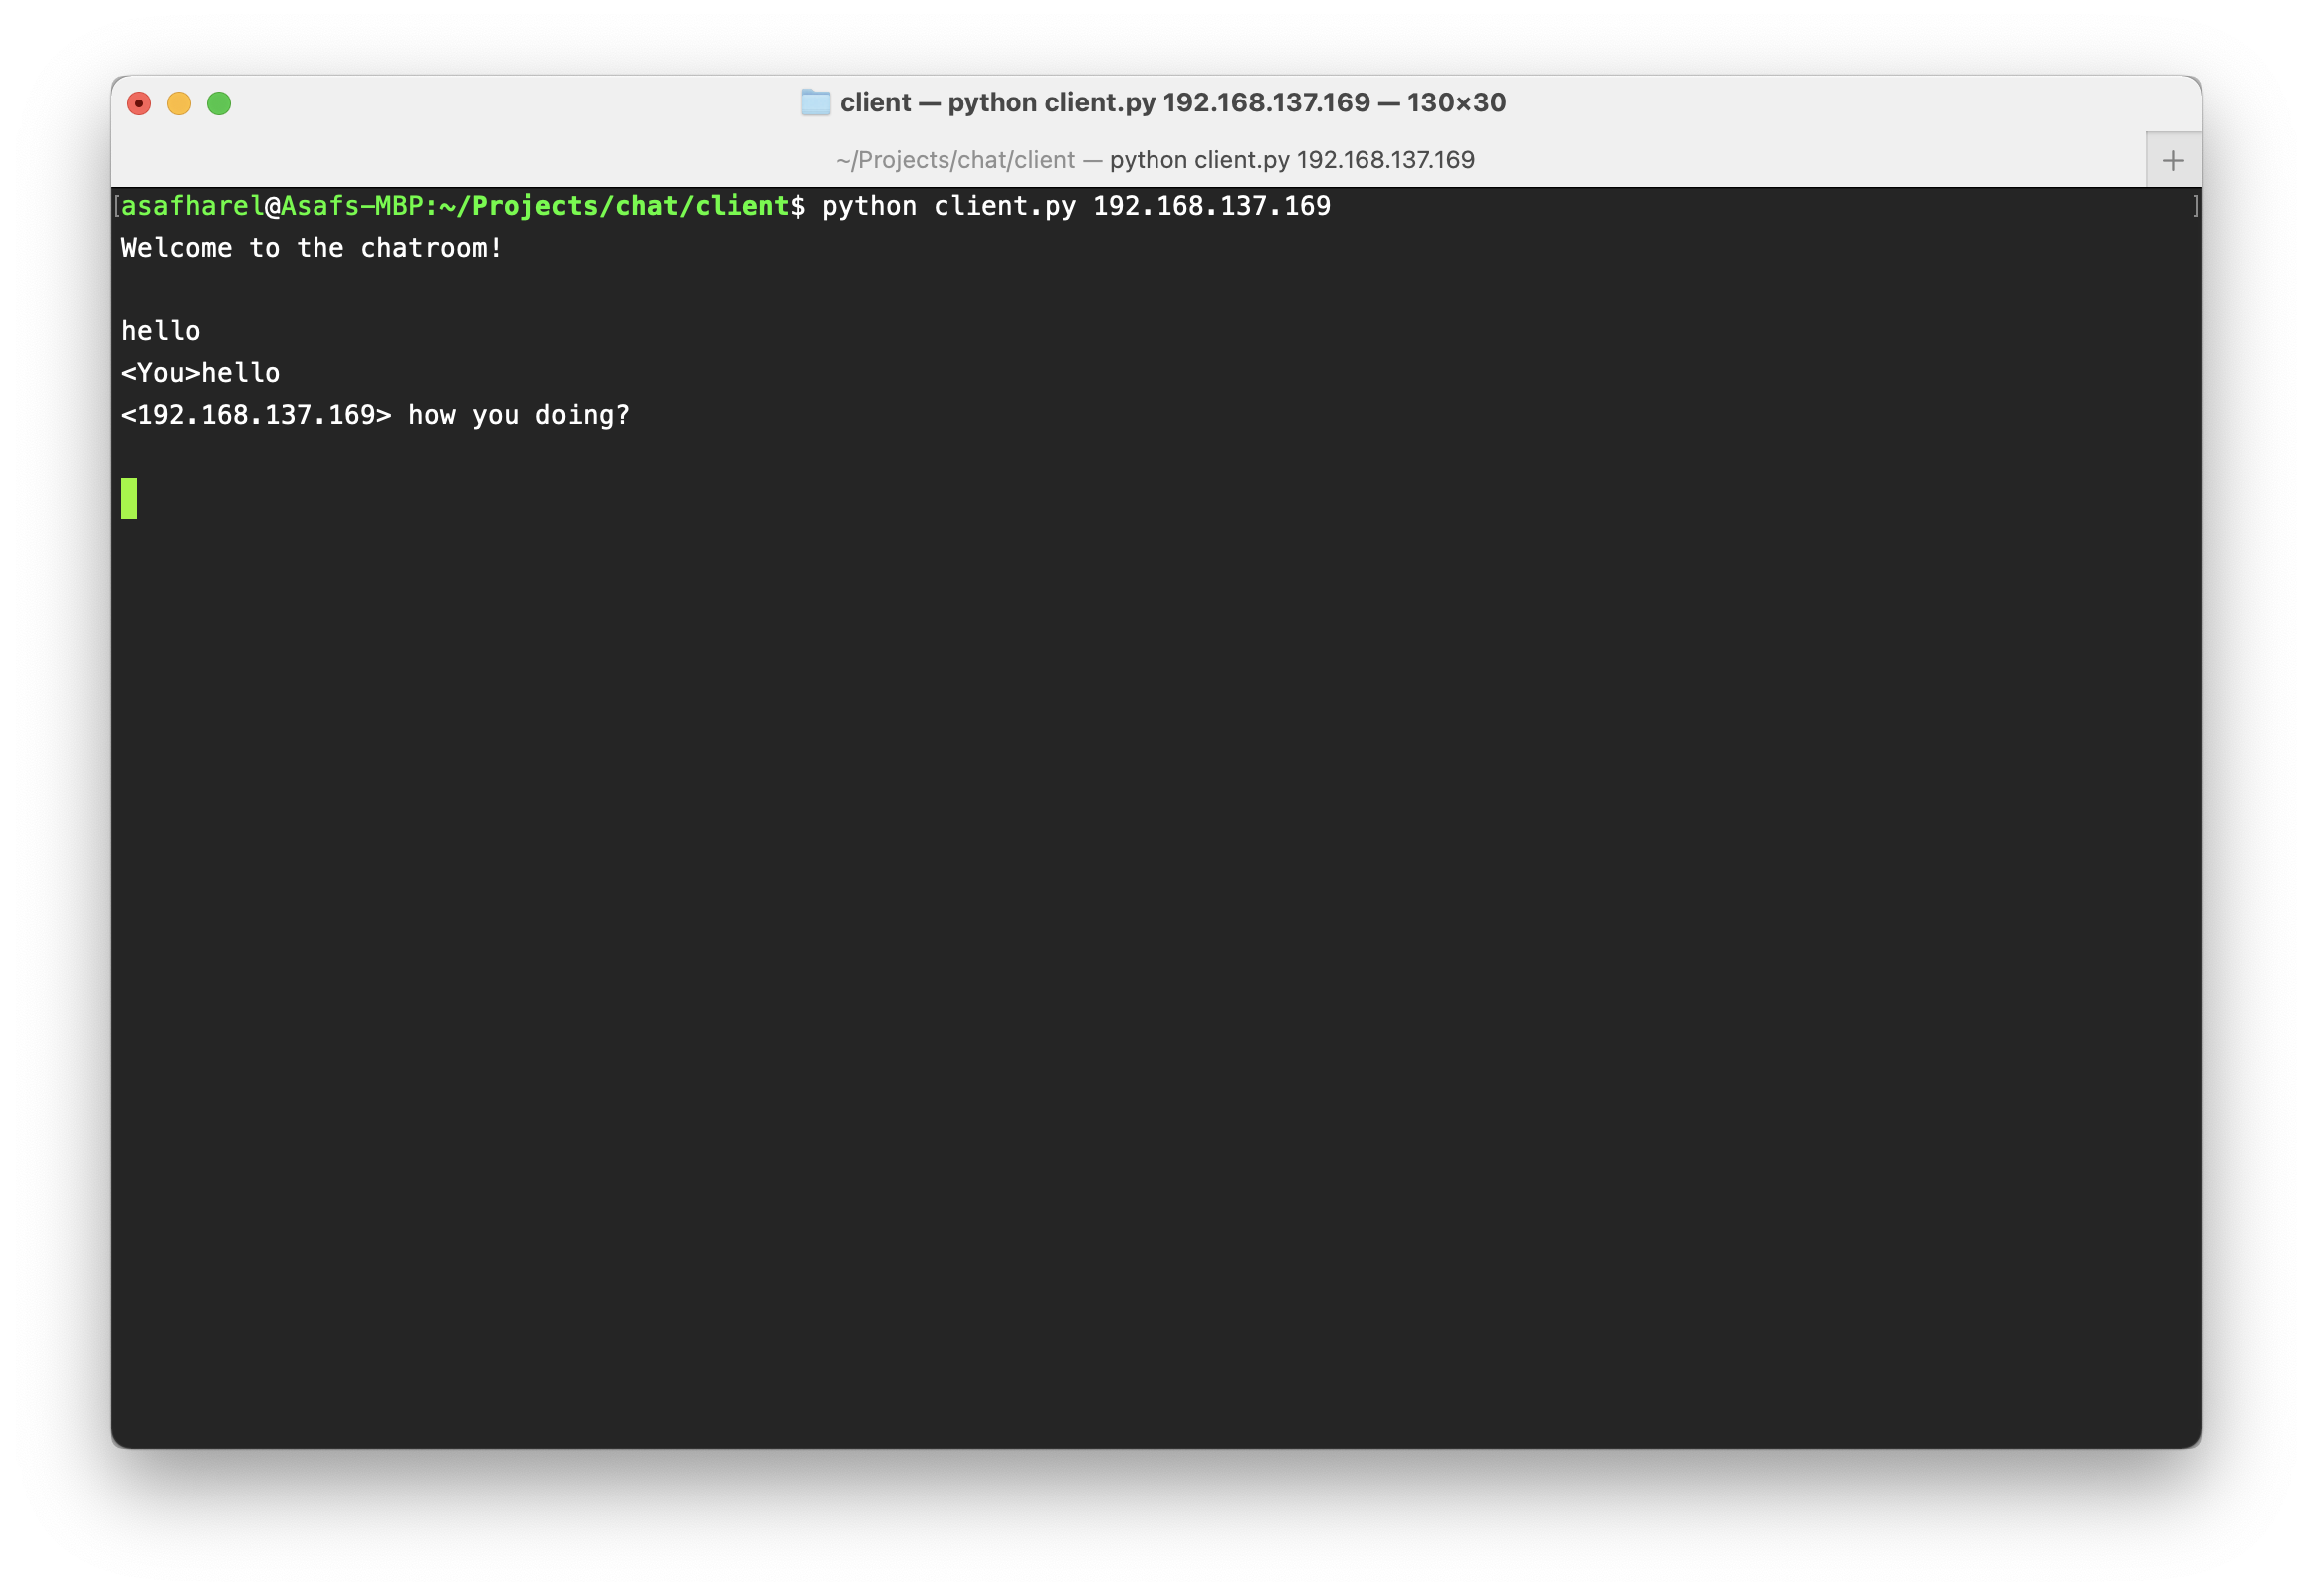 client — python client.py 192.168.137.169 — 130×30
~/Projects/chat/client — python client.py 192.168.137.169
[asafharel@Asafs-MBP:~/Projects/chat/client$ python client.py 192.168.137.169 ]
Welcome to the chatroom!
hello
<You>hello
<192.168.137.169> how you doing?